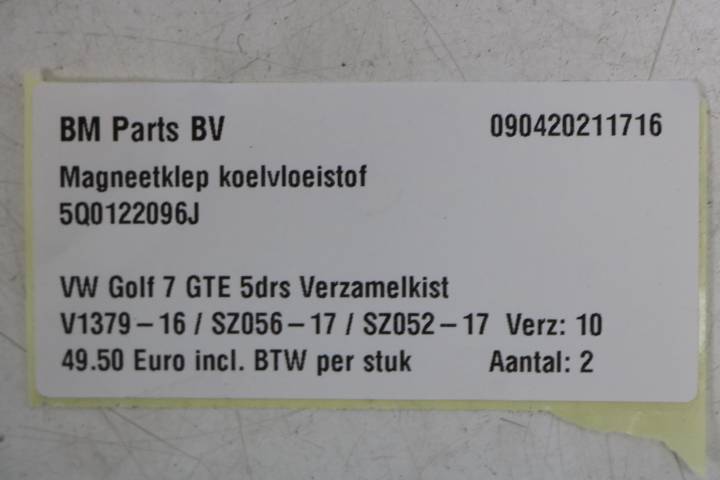 BM Parts BV 090420211716
Magneetklep koelvloeistof
5Q0122096J
VW Golf 7 GTE 5drs Verzamelkist
V1379-16 / SZ056-17 / SZ052-17 Verz: 10
49.50 Euro incl. BTW per stuk Aantal: 2